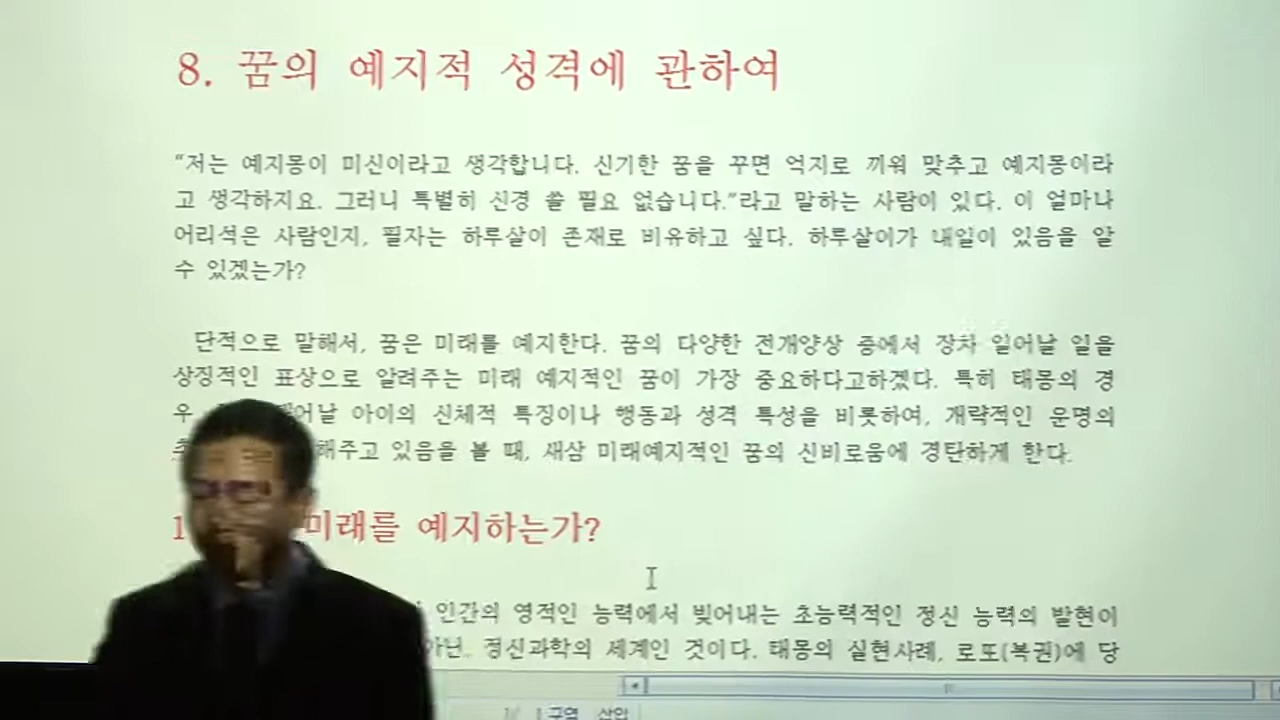 8. 꿈의 예지적 성격에 관하여
“저는 예지몽이 미신이라고 생각합니다. 신기한 꿈을 꾸면 억지로 끼워 맞추고 예지몽이라
고 생각하지요. 그러니 특별히 신경 쓸 필요 없습니다.”라고 말하는 사람이 있다. 이 얼마나
어리석은 사람인지, 필자는 하루살이 존재로 비유하고 싶다. 하루살이가 내일이 있음을 알
수 있겠는가?
단적으로 말해서, 꿈은 미래를 예지한다. 꿈의 다양한 전개양상 중에서 장차 일어날 일을
상징적인 표상으로 알려주는 미래 예지적인 꿈이 가장 중요하다고하겠다. 특히 태몽의 경
우 아이의 신체적 특징이나 행동과 성격 특성을 비롯하여, 개략적인 운명의
해주고 있음을 볼 때, 새삼 미래예지적인 꿈의 신비로움에 경탄하게 한다.
1 미래를 예지하는가?
인간의 영적인 능력에서 빚어내는 초능력적인 정신 능력의 발현이
아닌, 정신과학의 세계인 것이다. 태몽의 실현사례, 로또(복권)에 당
구역 삽입